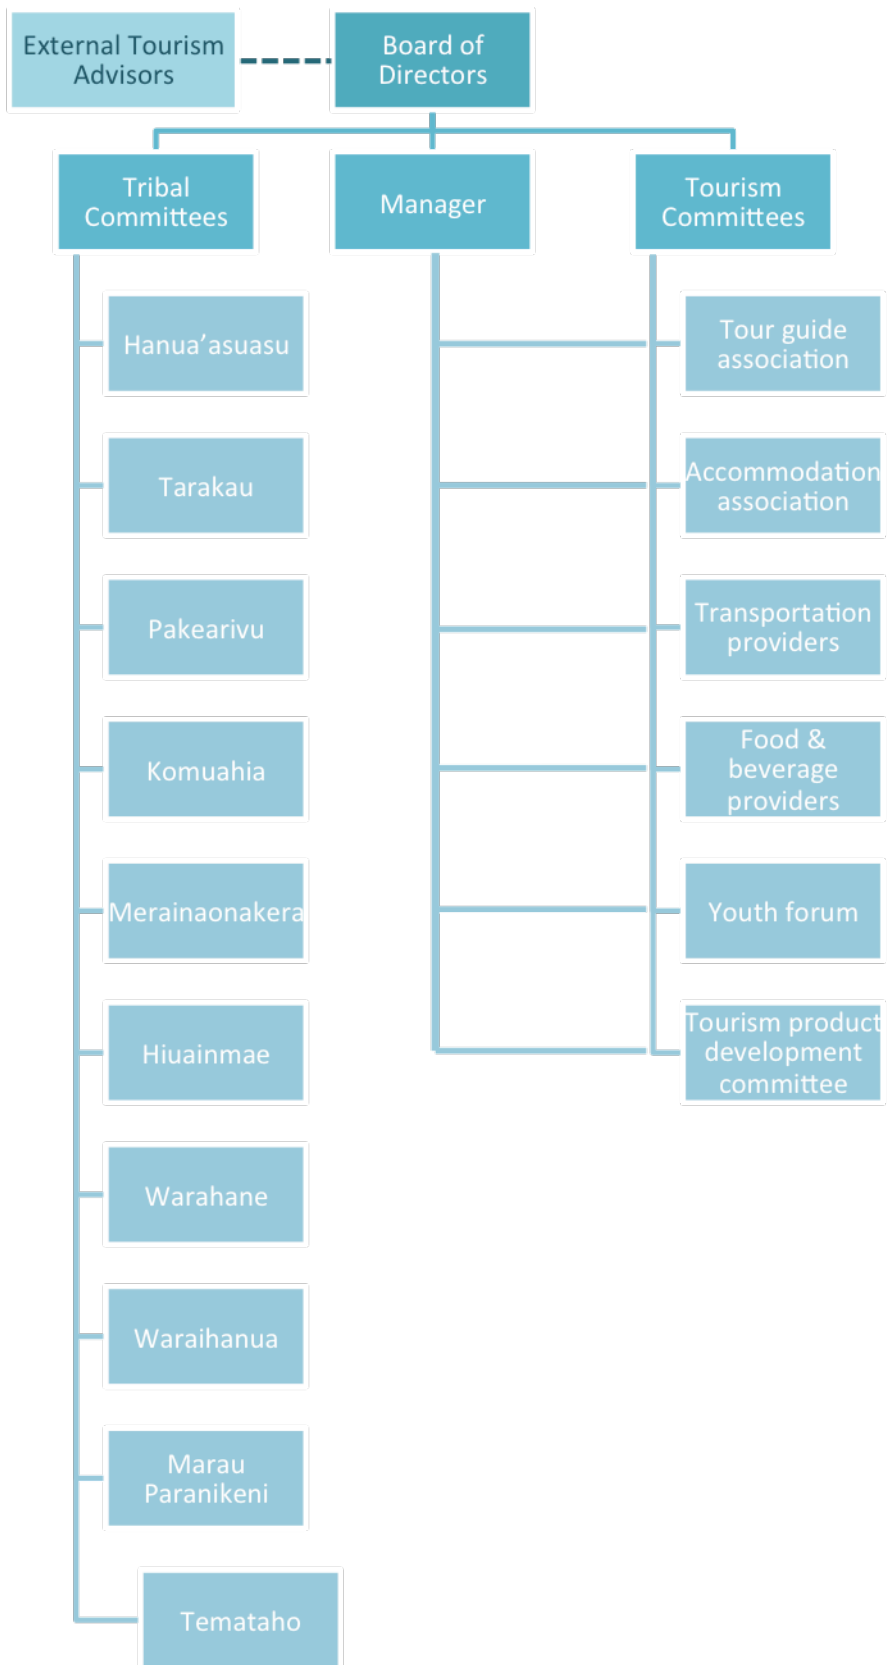 External Tourism
Advisors
Board of
Directors
Tribal
Committees
Manager
Tourism
Committees
Hanua’asuasu
Tarakau
Pakearivu
Komuahia
Merainaonakera
Hiuainmae
Warahane
Waraihanua
Marau
Paranikeni
Temataho
Tour guide
association
Accommodation
association
Transportation
providers
Food &
beverage
providers
Youth forum
Tourism product
development
committee